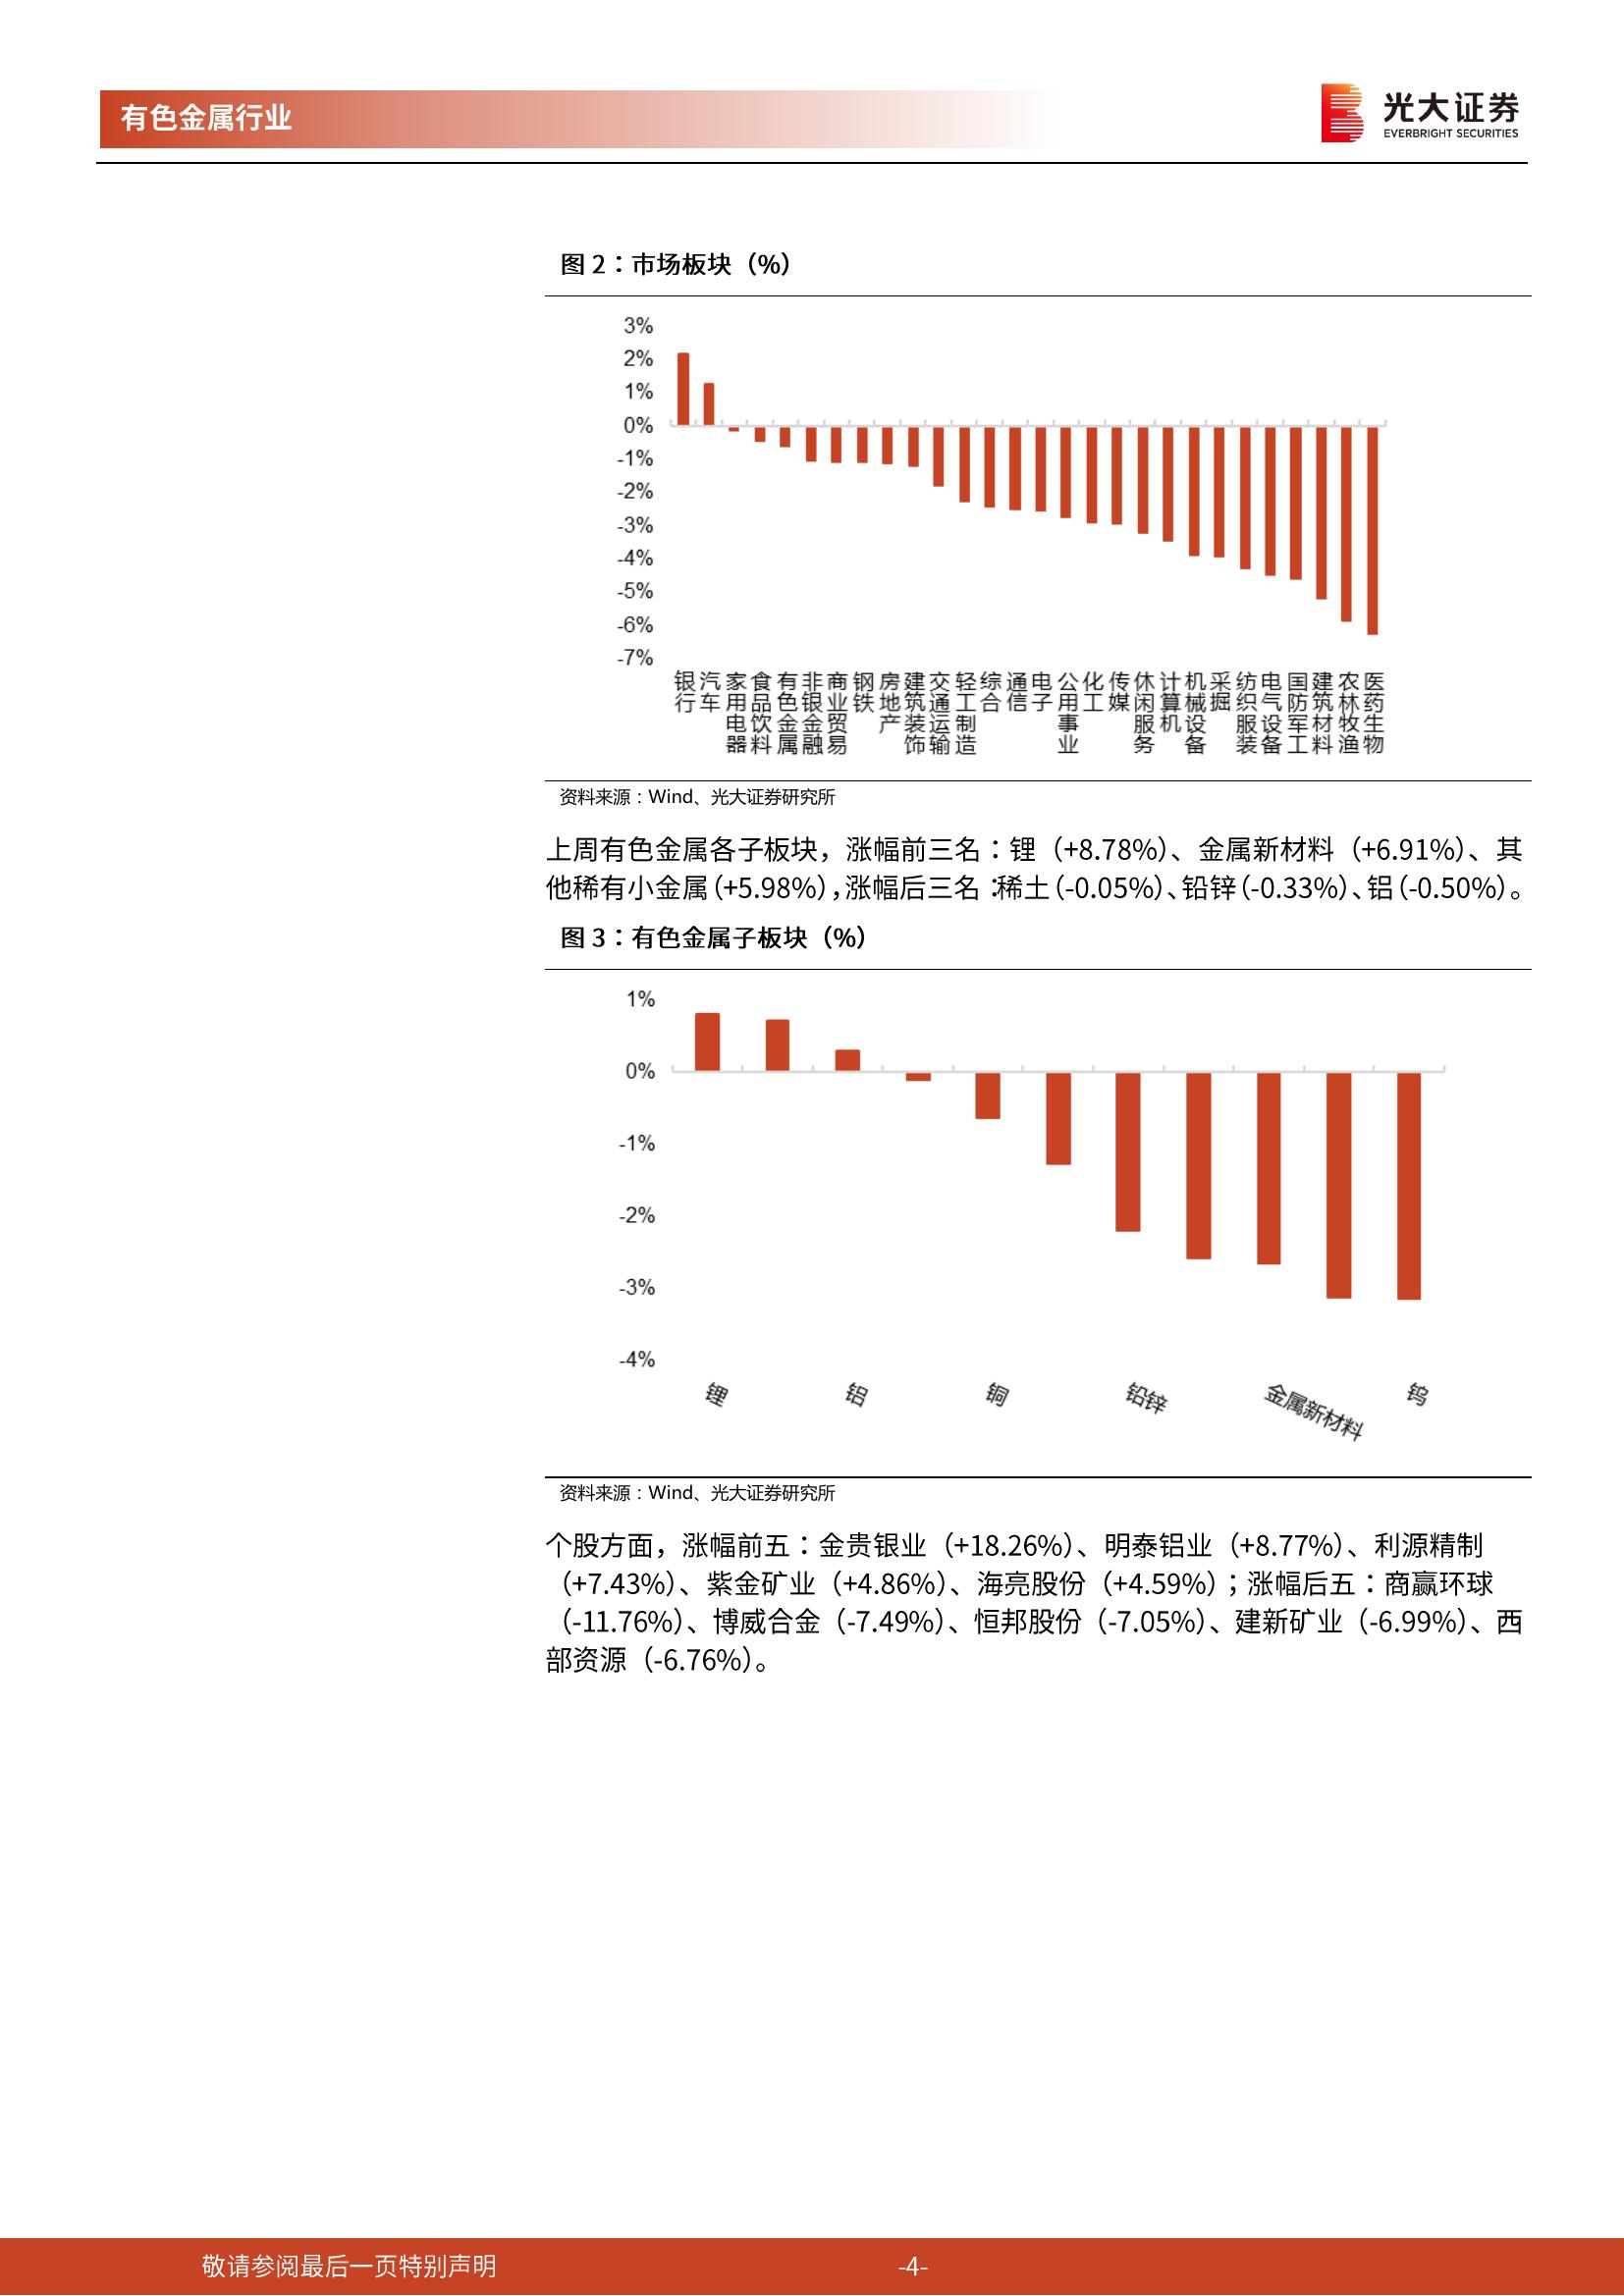 有色金属行业
光大证券
EVERBRIGHT SECURITIES
图 2：市场板块（%）
3%
2%
1%
0%
-1%
-2%
-3%
-4%
-5%
-6%
-7%
银行 汽车 家用电器 食品饮料 有色金属 非银金融 商业贸易 钢铁 房地产 建筑装饰 交通运输 轻工制造 综合 通信 电子 公用事业 化工 传媒 休闲服务 计算机 机械设备 采掘 纺织服装 电气设备 国防军工 建筑材料 农林牧渔 医药生物
资料来源：Wind、光大证券研究所
上周有色金属各子板块，涨幅前三名：锂（+8.78%）、金属新材料（+6.91%）、其
他稀有小金属（+5.98%），涨幅后三名：稀土（-0.05%）、铅锌（-0.33%）、铝（-0.50%）。
图 3：有色金属子板块（%）
1%
0%
-1%
-2%
-3%
-4%
锂 铝 铜 铅锌 金属新材料 钨
资料来源：Wind、光大证券研究所
个股方面，涨幅前五：金贵银业（+18.26%）、明泰铝业（+8.77%）、利源精制
（+7.43%）、紫金矿业（+4.86%）、海亮股份（+4.59%）；涨幅后五：商赢环球
（-11.76%）、博威合金（-7.49%）、恒邦股份（-7.05%）、建新矿业（-6.99%）、西
部资源（-6.76%）。
敬请参阅最后一页特别声明
-4-